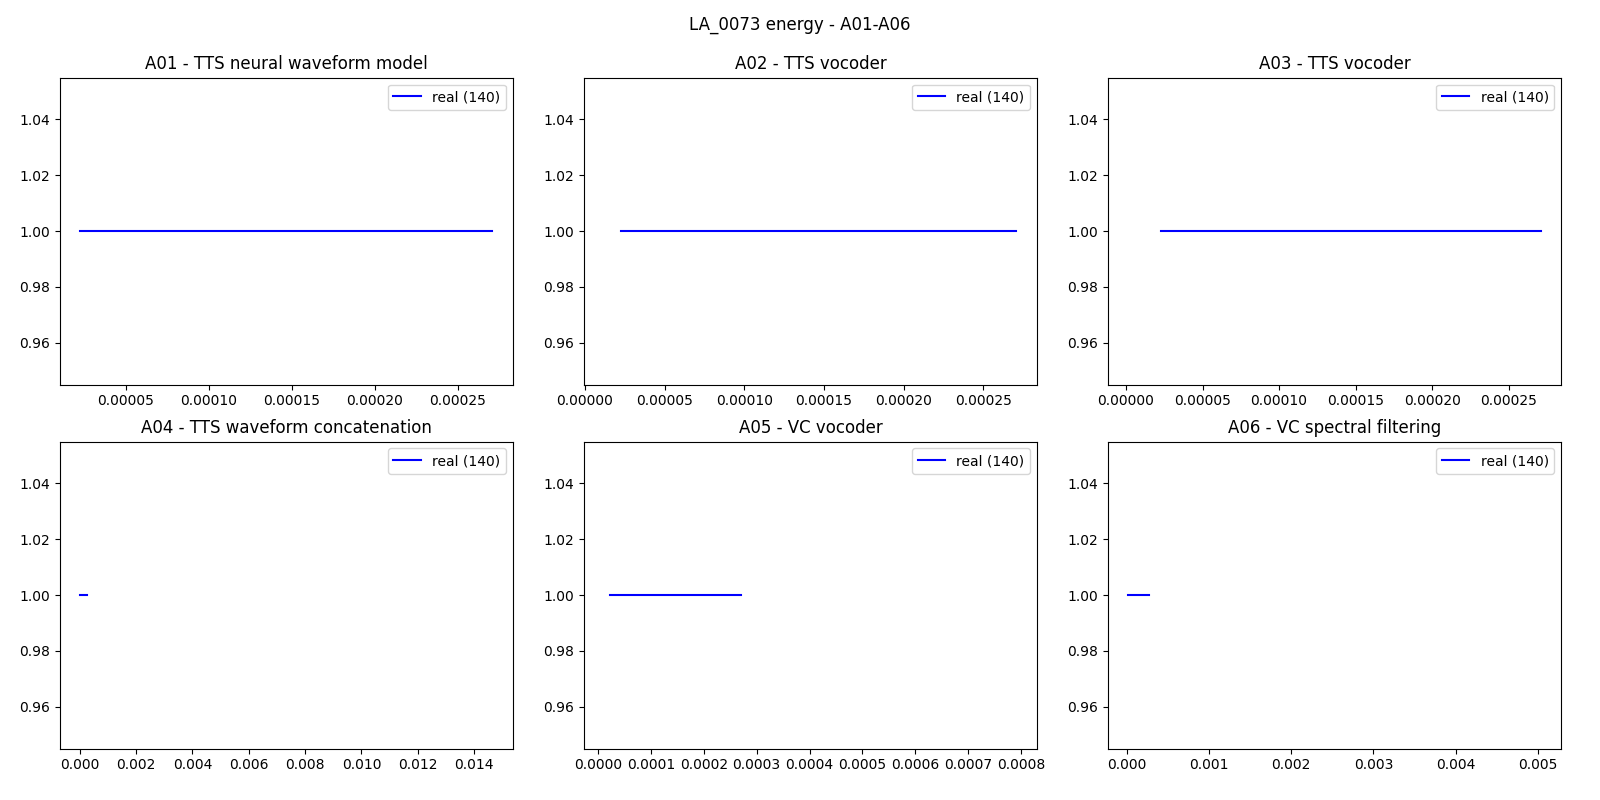 LA_0073 energy - A01-A06
A01 - TTS neural waveform model
real (140)
1.04
1.02
1.00
0.98
0.96
0.00005 0.00010 0.00015 0.00020 0.00025
A02 - TTS vocoder
real (140)
1.04
1.02
1.00
0.98
0.96
0.00000 0.00005 0.00010 0.00015 0.00020 0.00025
A03 - TTS vocoder
real (140)
1.04
1.02
1.00
0.98
0.96
0.00000 0.00005 0.00010 0.00015 0.00020 0.00025
A04 - TTS waveform concatenation
real (140)
1.04
1.02
1.00
0.98
0.96
0.000 0.002 0.004 0.006 0.008 0.010 0.012 0.014
A05 - VC vocoder
real (140)
1.04
1.02
1.00
0.98
0.96
0.0000 0.0001 0.0002 0.0003 0.0004 0.0005 0.0006 0.0007 0.0008
A06 - VC spectral filtering
real (140)
1.04
1.02
1.00
0.98
0.96
0.000 0.001 0.002 0.003 0.004 0.005